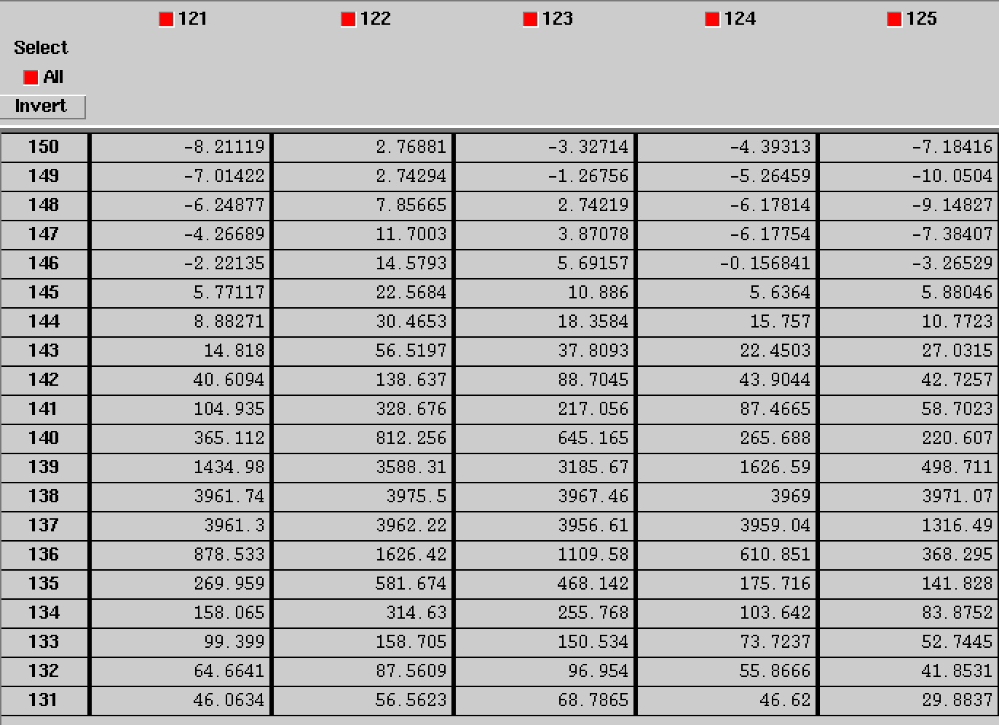 121 122 123 124 125
Select
All
Invert
150 -8.21119 2.76881 -3.32714 -4.39313 -7.18416
149 -7.01422 2.74294 -1.26756 -5.26459 -10.0504
148 -6.24877 7.85665 2.74219 -6.17814 -9.14827
147 -4.26689 11.7003 3.87078 -6.17754 -7.38407
146 -2.22135 14.5793 5.69157 -0.156841 -3.26529
145 5.77117 22.5684 10.886 5.6364 5.88046
144 8.88271 30.4653 18.3584 15.757 10.7723
143 14.818 56.5197 37.8093 22.4503 27.0315
142 40.6094 138.637 88.7045 43.9044 42.7257
141 104.935 328.676 217.056 87.4665 58.7023
140 365.112 812.256 645.165 265.688 220.607
139 1434.98 3588.31 3185.67 1626.59 498.711
138 3961.74 3975.5 3967.46 3969 3971.07
137 3961.3 3962.22 3956.61 3959.04 1316.49
136 878.533 1626.42 1109.58 610.851 368.295
135 269.959 581.674 468.142 175.716 141.828
134 158.065 314.63 255.768 103.642 83.8752
133 99.399 158.705 150.534 73.7237 52.7445
132 64.6641 87.5609 96.954 55.8666 41.8531
131 46.0634 56.5623 68.7865 46.62 29.8837